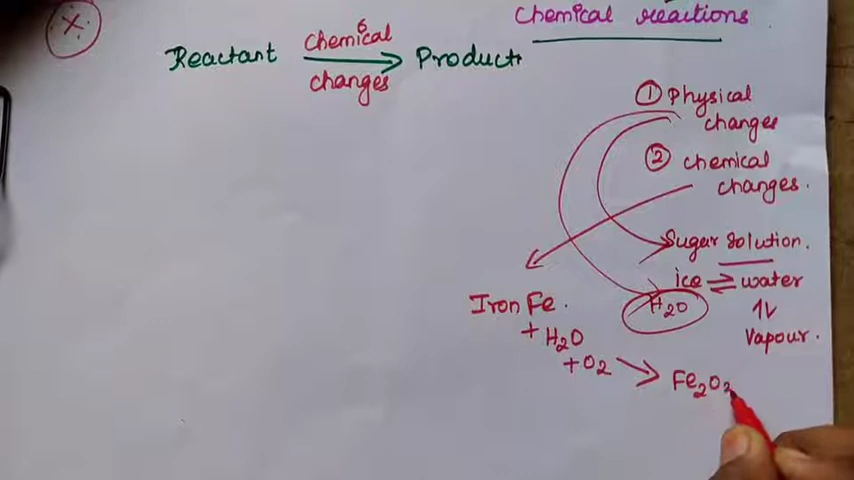 Chemical reactions
Reactant chemical changes → Product
① Physical changes
② chemical changes.
Sugar solution.
ice ⇌ water
H₂O
⥮
Vapour.
Iron Fe.
+ H₂O
+ O₂ → Fe₂O